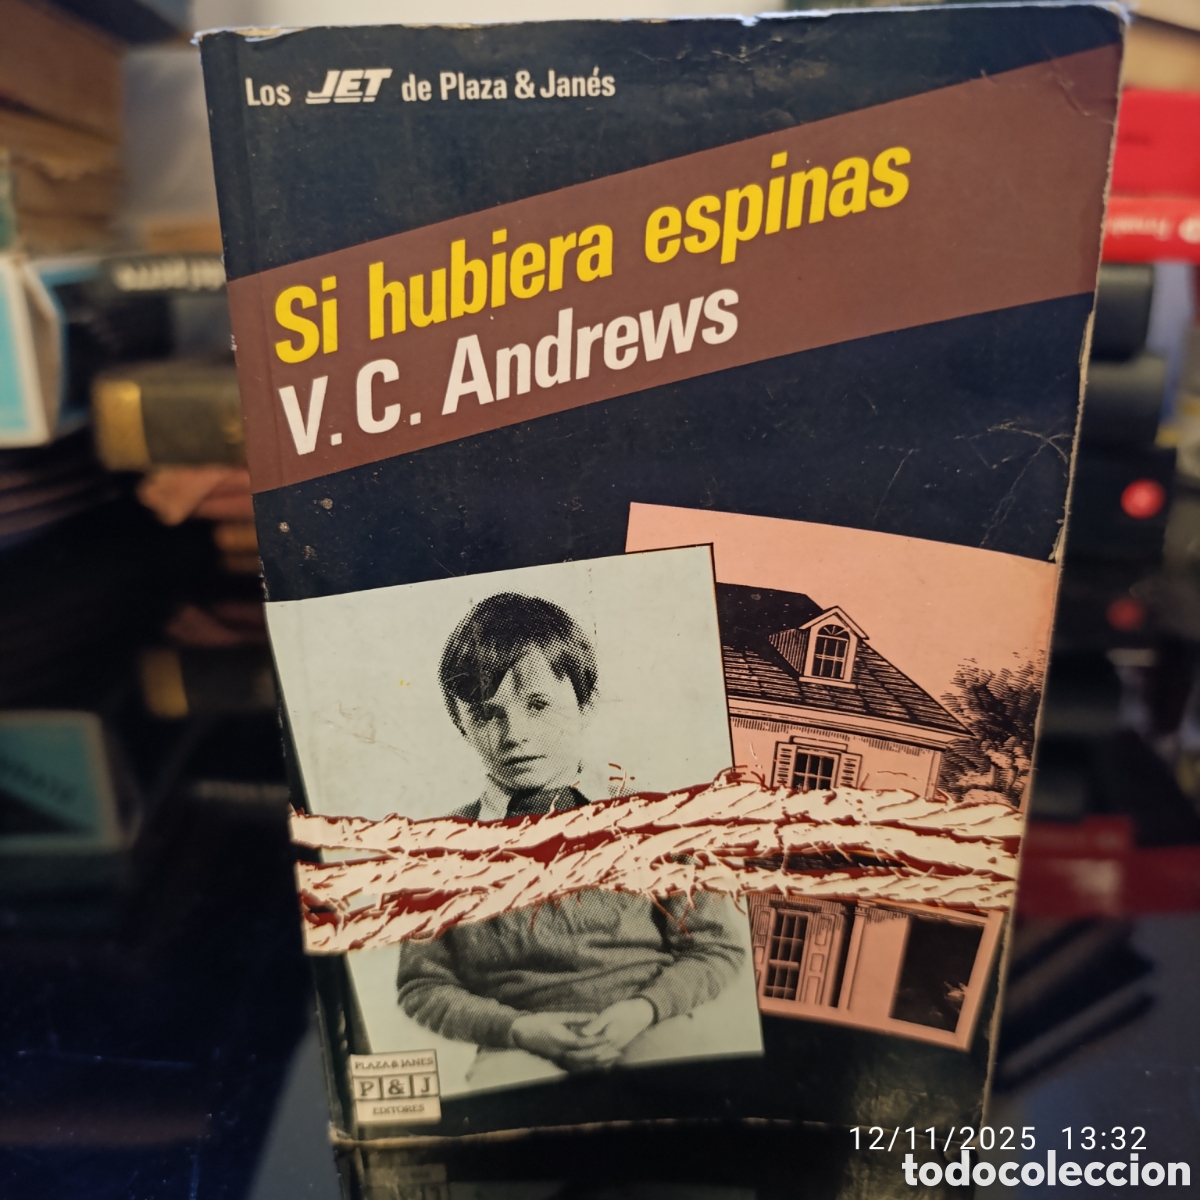 Los JET de Plaza & Janés
Si hubiera espinas
V. C. Andrews
PLAZA & JANES
P & J
EDITORES
12/11/2025 13:32
todocoleccion